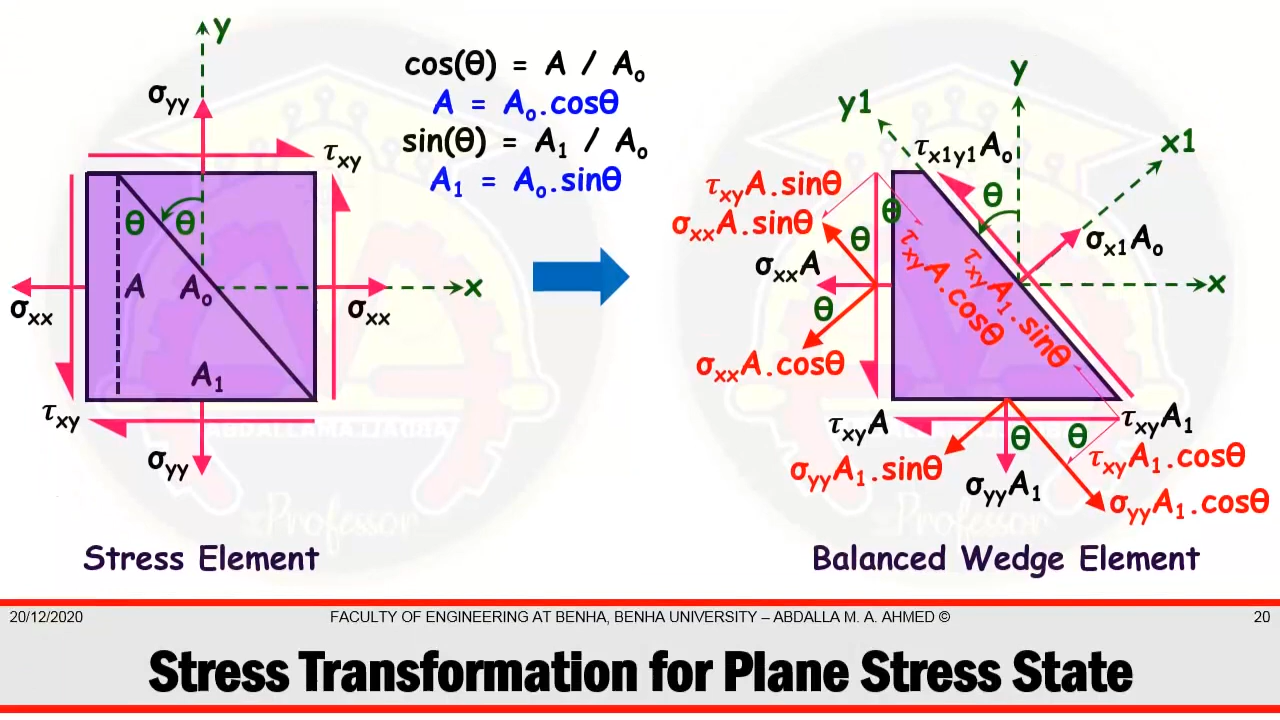 y
σyy
τxy
θ θ
A
Ao
x
σxx
σxx
A1
τxy
σyy
Stress Element
cos(θ) = A / Ao
A = Ao.cosθ
sin(θ) = A1 / Ao
A1 = Ao.sinθ
y
y1
x1
τx1y1Ao
τxyA.sinθ
θ
θ
σxxA.sinθ
θ
σx1Ao
σxxA
x
θ
τxyA.cosθ
τxyA1.sinθ
σxxA.cosθ
τxyA
τxyA1
θ
θ
τxyA1.cosθ
σyyA1.sinθ
σyyA1
σyyA1.cosθ
Professor
Professor
Balanced Wedge Element
20/12/2020
FACULTY OF ENGINEERING AT BENHA, BENHA UNIVERSITY – ABDALLA M. A. AHMED ©
20
Stress Transformation for Plane Stress State